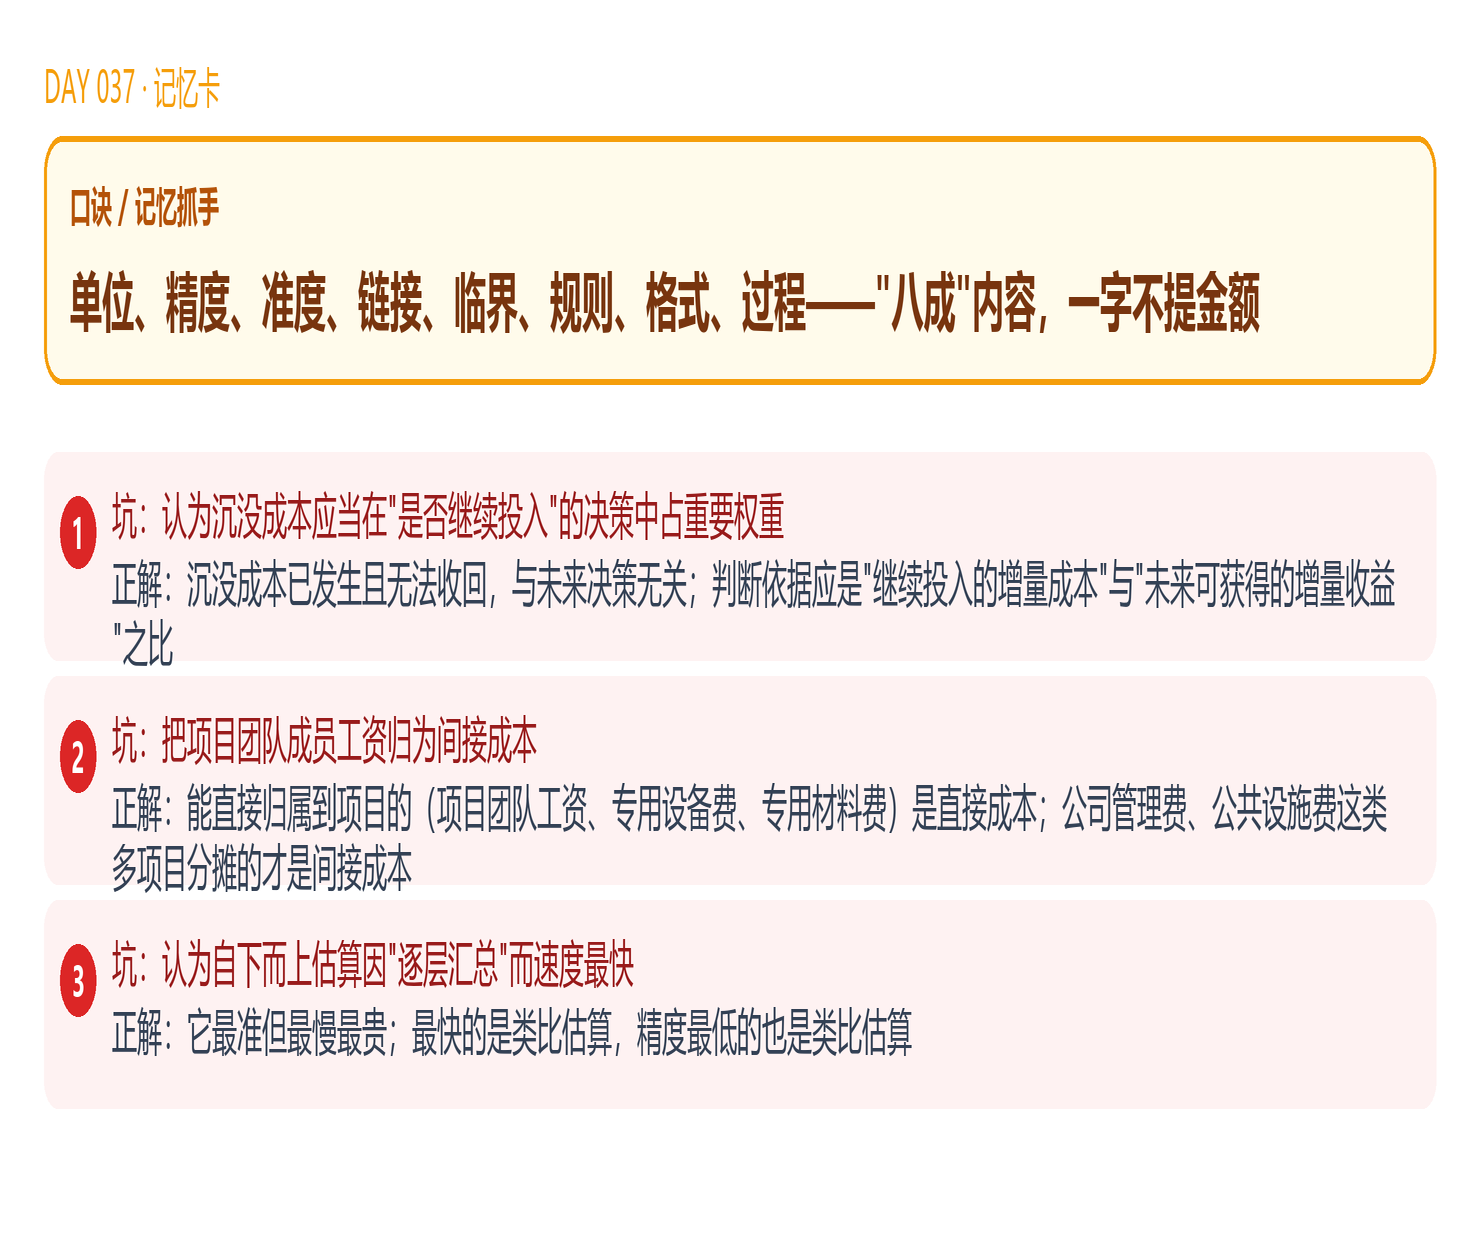 DAY 037 · 记忆卡
口诀 / 记忆抓手
单位、精度、准度、链接、临界、规则、格式、过程——"八成"内容，一字不提金额
1
坑：认为沉没成本应当在"是否继续投入"的决策中占重要权重
正解：沉没成本已发生且无法收回，与未来决策无关；判断依据应是"继续投入的增量成本"与"未来可获得的增量收益
"之比
2
坑：把项目团队成员工资归为间接成本
正解：能直接归属到项目的（项目团队工资、专用设备费、专用材料费）是直接成本；公司管理费、公共设施费这类
多项目分摊的才是间接成本
3
坑：认为自下而上估算因"逐层汇总"而速度最快
正解：它最准但最慢最贵；最快的是类比估算，精度最低的也是类比估算